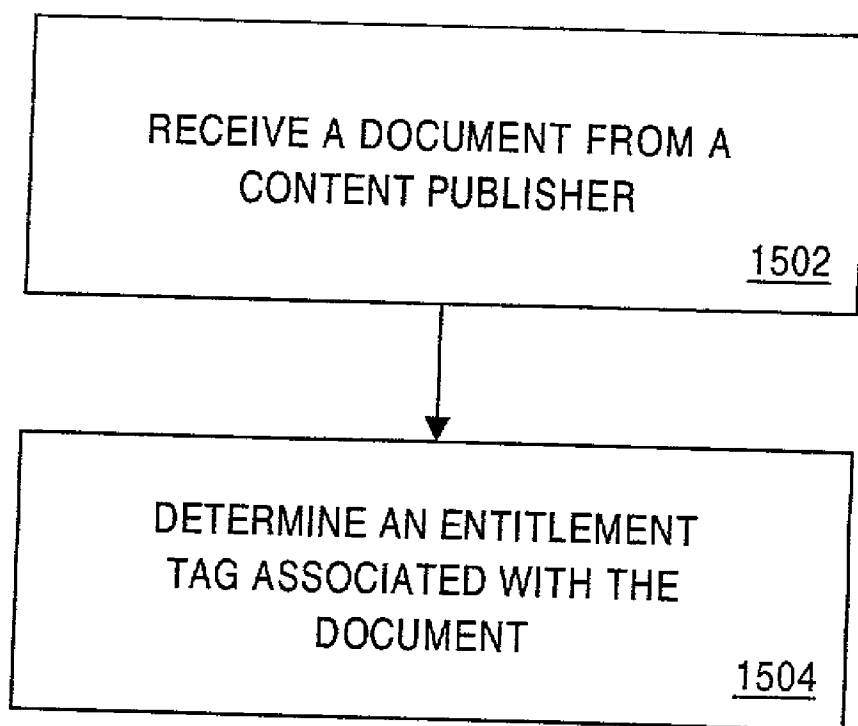 RECEIVE A DOCUMENT FROM A
CONTENT PUBLISHER
1502
DETERMINE AN ENTITLEMENT
TAG ASSOCIATED WITH THE
DOCUMENT
1504